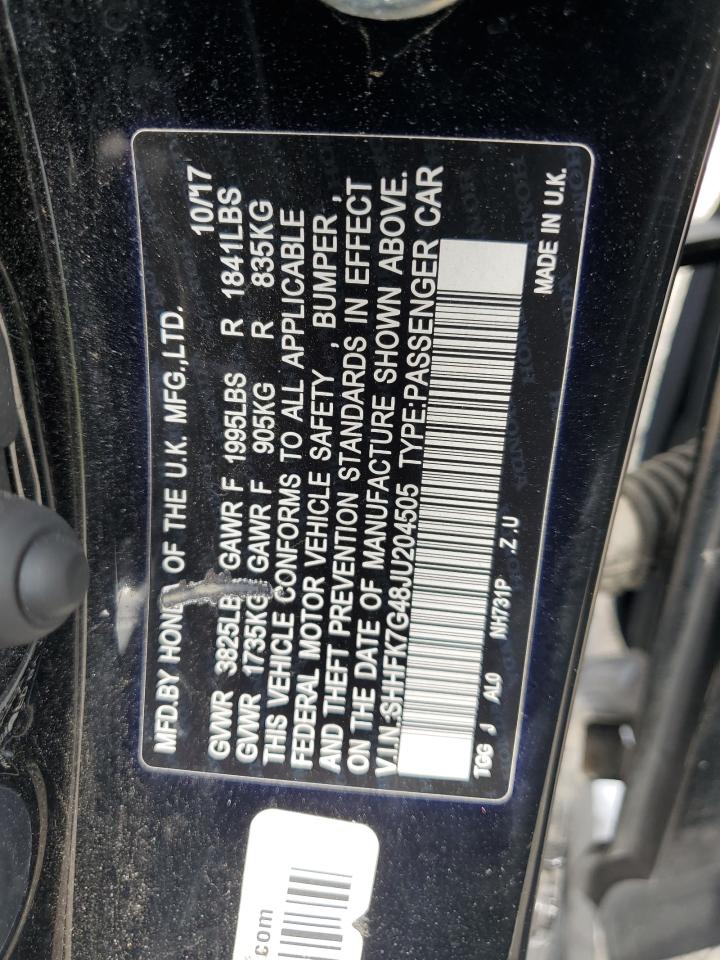 MFD.BY HON OF THE U.K. MFG.,LTD. 10/17
GVWR 3825LB GAWR F 1995LBS R 1841LBS
GVWR 1735KG GAWR F 905KG R 835KG
THIS VEHICLE CONFORMS TO ALL APPLICABLE
FEDERAL MOTOR VEHICLE SAFETY , BUMPER ,
AND THEFT PREVENTION STANDARDS IN EFFECT
ON THE DATE OF MANUFACTURE SHOWN ABOVE.
V.I.N.:SHHFK7G48JU204505 TYPE:PASSENGER CAR
TGG J AL0 NH731P .Z.U
MADE IN U.K.
.com